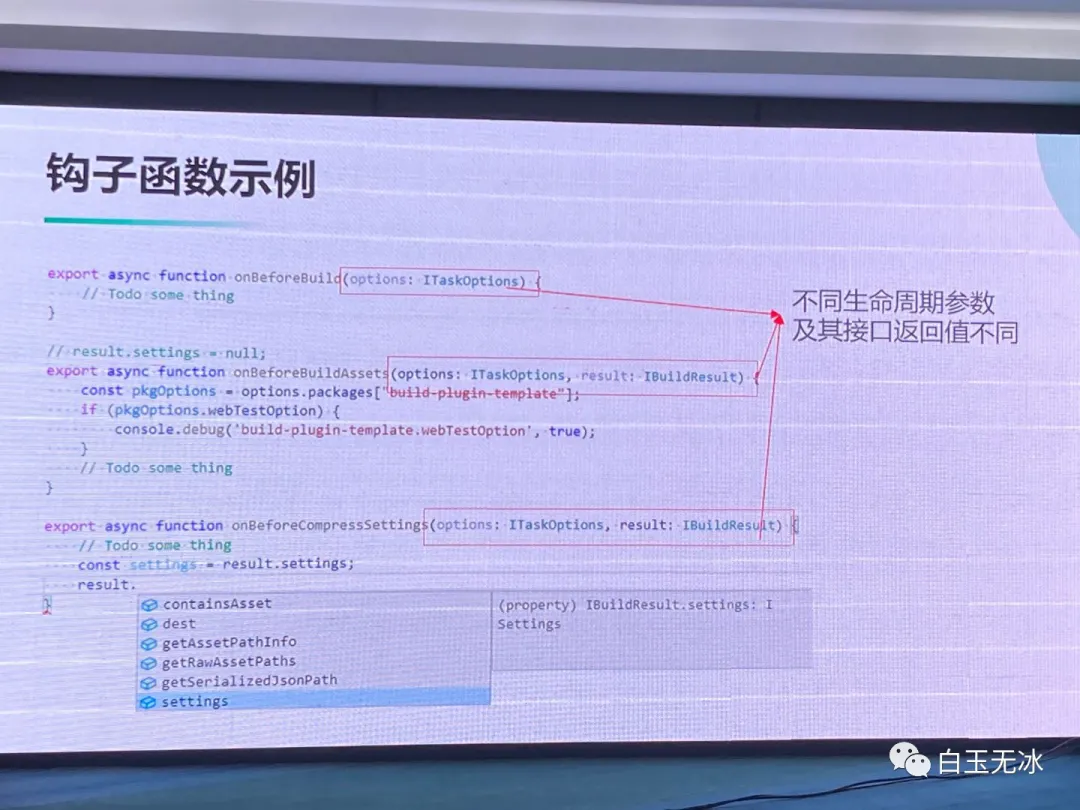 钩子函数示例
export async function onBeforeBuild(options: ITaskOptions) {
// Todo some thing
}
不同生命周期参数
及其接口返回值不同
// result.settings = null;
export async function onBeforeBuildAssets(options: ITaskOptions, result: IBuildResult) {
const pkgOptions = options.packages["build-plugin-template"];
if (pkgOptions.webTestOption) {
console.debug('build-plugin-template.webTestOption', true);
}
// Todo some thing
}
export async function onBeforeCompressSettings(options: ITaskOptions, result: IBuildResult) {
// Todo some thing
const settings = result.settings;
result.
}
containsAsset
dest
getAssetPathInfo
getRawAssetPaths
getSerializedJsonPath
settings
(property) IBuildResult.settings: I
Settings
白玉无冰